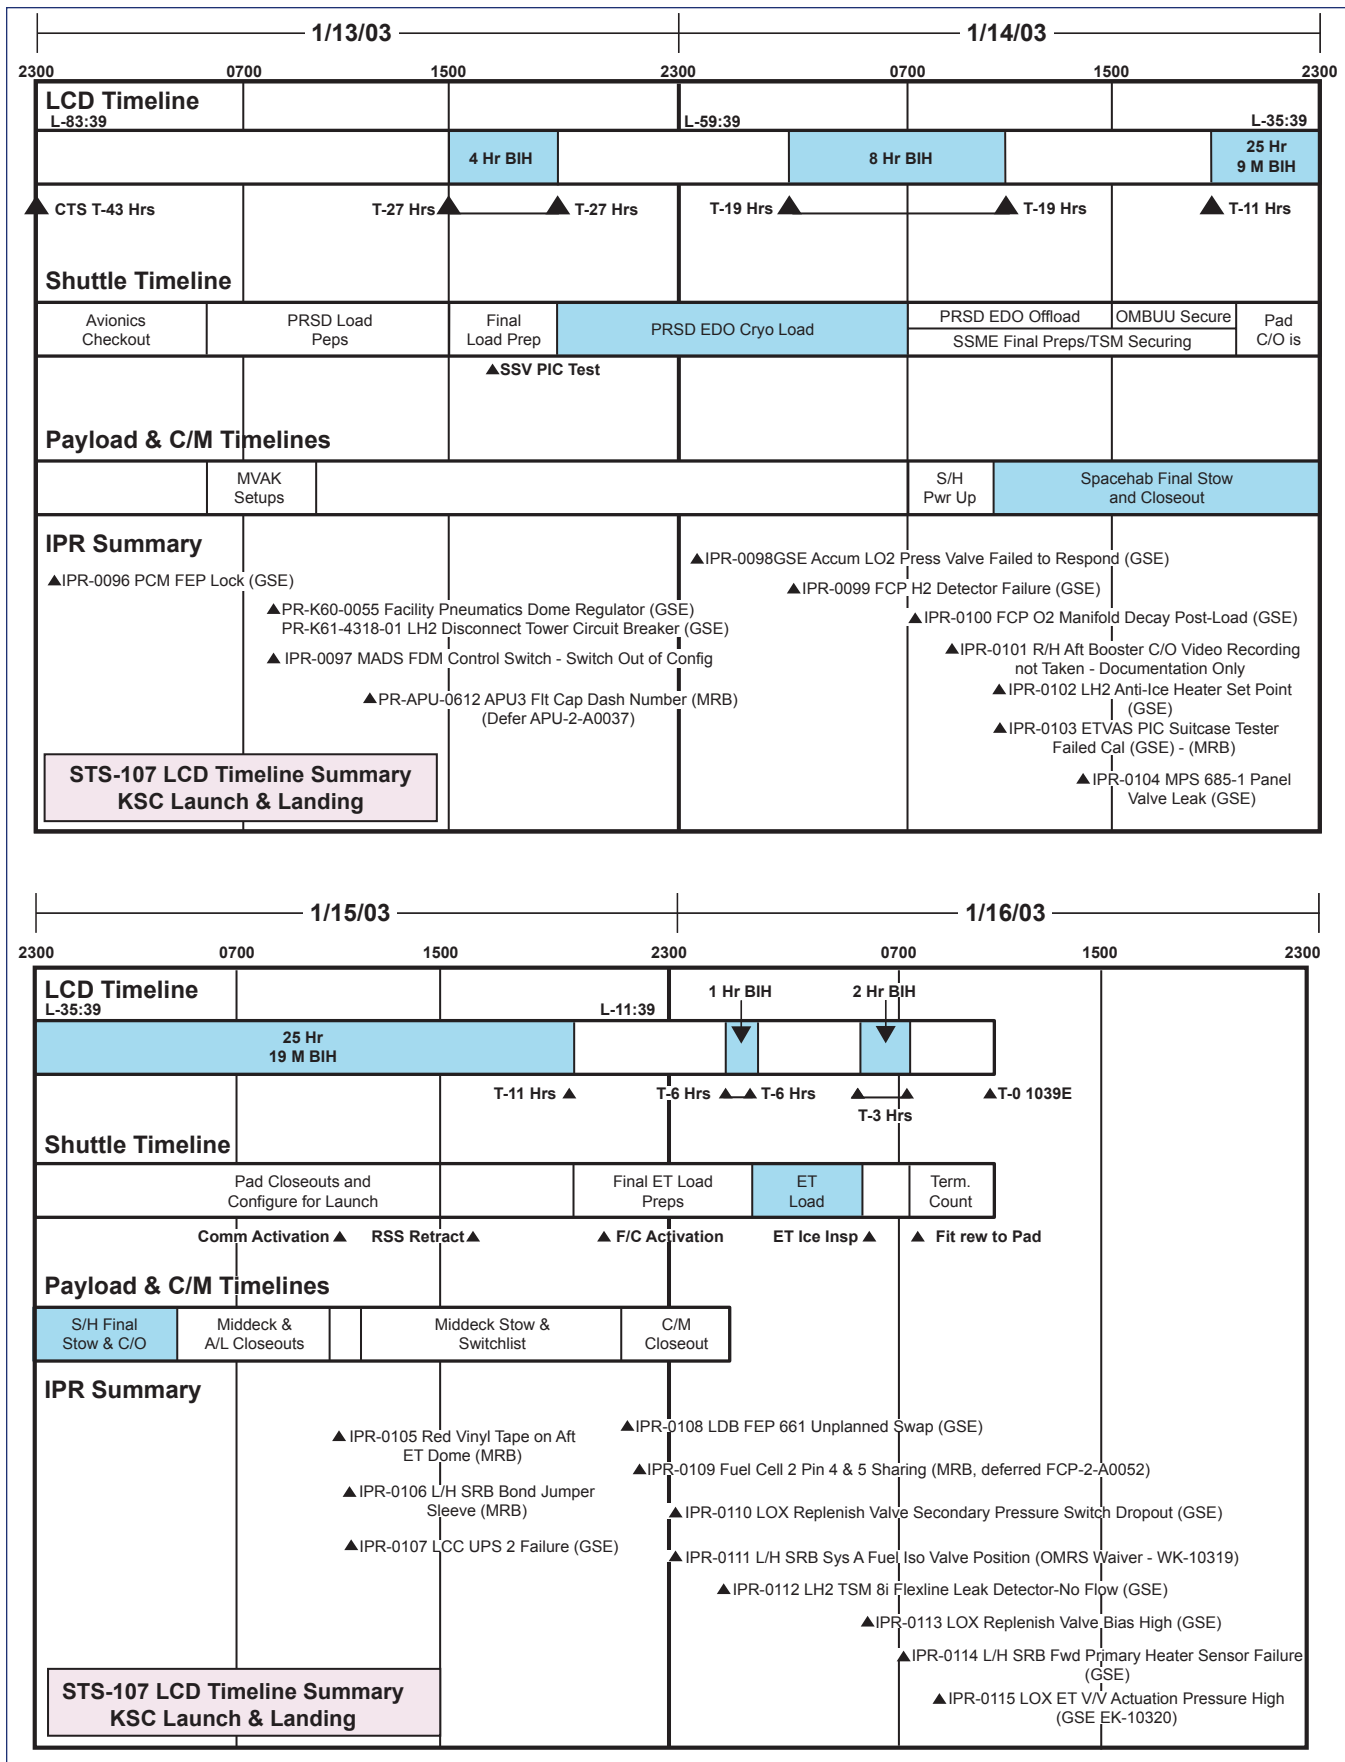 1/13/03
1/14/03
2300 0700 1500 2300 0700 1500 2300
LCD Timeline
L-83:39 L-59:39 L-35:39
4 Hr BIH
8 Hr BIH
25 Hr
9 M BIH
CTS T-43 Hrs T-27 Hrs T-27 Hrs T-19 Hrs T-19 Hrs T-11 Hrs
Shuttle Timeline
Avionics
Checkout
PRSD Load
Peps
Final
Load Prep
PRSD EDO Cryo Load
PRSD EDO Offload
OMBUU Secure
SSME Final Preps/TSM Securing
Pad
C/O is
SSV PIC Test
Payload & C/M Timelines
MVAK
Setups
S/H
Pwr Up
Spacehab Final Stow
and Closeout
IPR Summary
IPR-0096 PCM FEP Lock (GSE)
PR-K60-0055 Facility Pneumatics Dome Regulator (GSE)
PR-K61-4318-01 LH2 Disconnect Tower Circuit Breaker (GSE)
IPR-0097 MADS FDM Control Switch - Switch Out of Config
PR-APU-0612 APU3 Flt Cap Dash Number (MRB)
(Defer APU-2-A0037)
IPR-0098GSE Accum LO2 Press Valve Failed to Respond (GSE)
IPR-0099 FCP H2 Detector Failure (GSE)
IPR-0100 FCP O2 Manifold Decay Post-Load (GSE)
IPR-0101 R/H Aft Booster C/O Video Recording
not Taken - Documentation Only
IPR-0102 LH2 Anti-Ice Heater Set Point
(GSE)
IPR-0103 ETVAS PIC Suitcase Tester
Failed Cal (GSE) - (MRB)
IPR-0104 MPS 685-1 Panel
Valve Leak (GSE)
STS-107 LCD Timeline Summary
KSC Launch & Landing
1/15/03
1/16/03
2300 0700 1500 2300 0700 1500 2300
LCD Timeline
L-35:39 L-11:39
1 Hr BIH
2 Hr BIH
25 Hr
19 M BIH
T-11 Hrs T-6 Hrs T-6 Hrs T-0 1039E
T-3 Hrs
Shuttle Timeline
Pad Closeouts and
Configure for Launch
Final ET Load
Preps
ET
Load
Term.
Count
Comm Activation RSS Retract F/C Activation ET Ice Insp Fit rew to Pad
Payload & C/M Timelines
S/H Final
Stow & C/O
Middeck &
A/L Closeouts
Middeck Stow &
Switchlist
C/M
Closeout
IPR Summary
IPR-0105 Red Vinyl Tape on Aft
ET Dome (MRB)
IPR-0106 L/H SRB Bond Jumper
Sleeve (MRB)
IPR-0107 LCC UPS 2 Failure (GSE)
IPR-0108 LDB FEP 661 Unplanned Swap (GSE)
IPR-0109 Fuel Cell 2 Pin 4 & 5 Sharing (MRB, deferred FCP-2-A0052)
IPR-0110 LOX Replenish Valve Secondary Pressure Switch Dropout (GSE)
IPR-0111 L/H SRB Sys A Fuel Iso Valve Position (OMRS Waiver - WK-10319)
IPR-0112 LH2 TSM 8i Flexline Leak Detector-No Flow (GSE)
IPR-0113 LOX Replenish Valve Bias High (GSE)
IPR-0114 L/H SRB Fwd Primary Heater Sensor Failure
(GSE)
IPR-0115 LOX ET V/V Actuation Pressure High
(GSE EK-10320)
STS-107 LCD Timeline Summary
KSC Launch & Landing